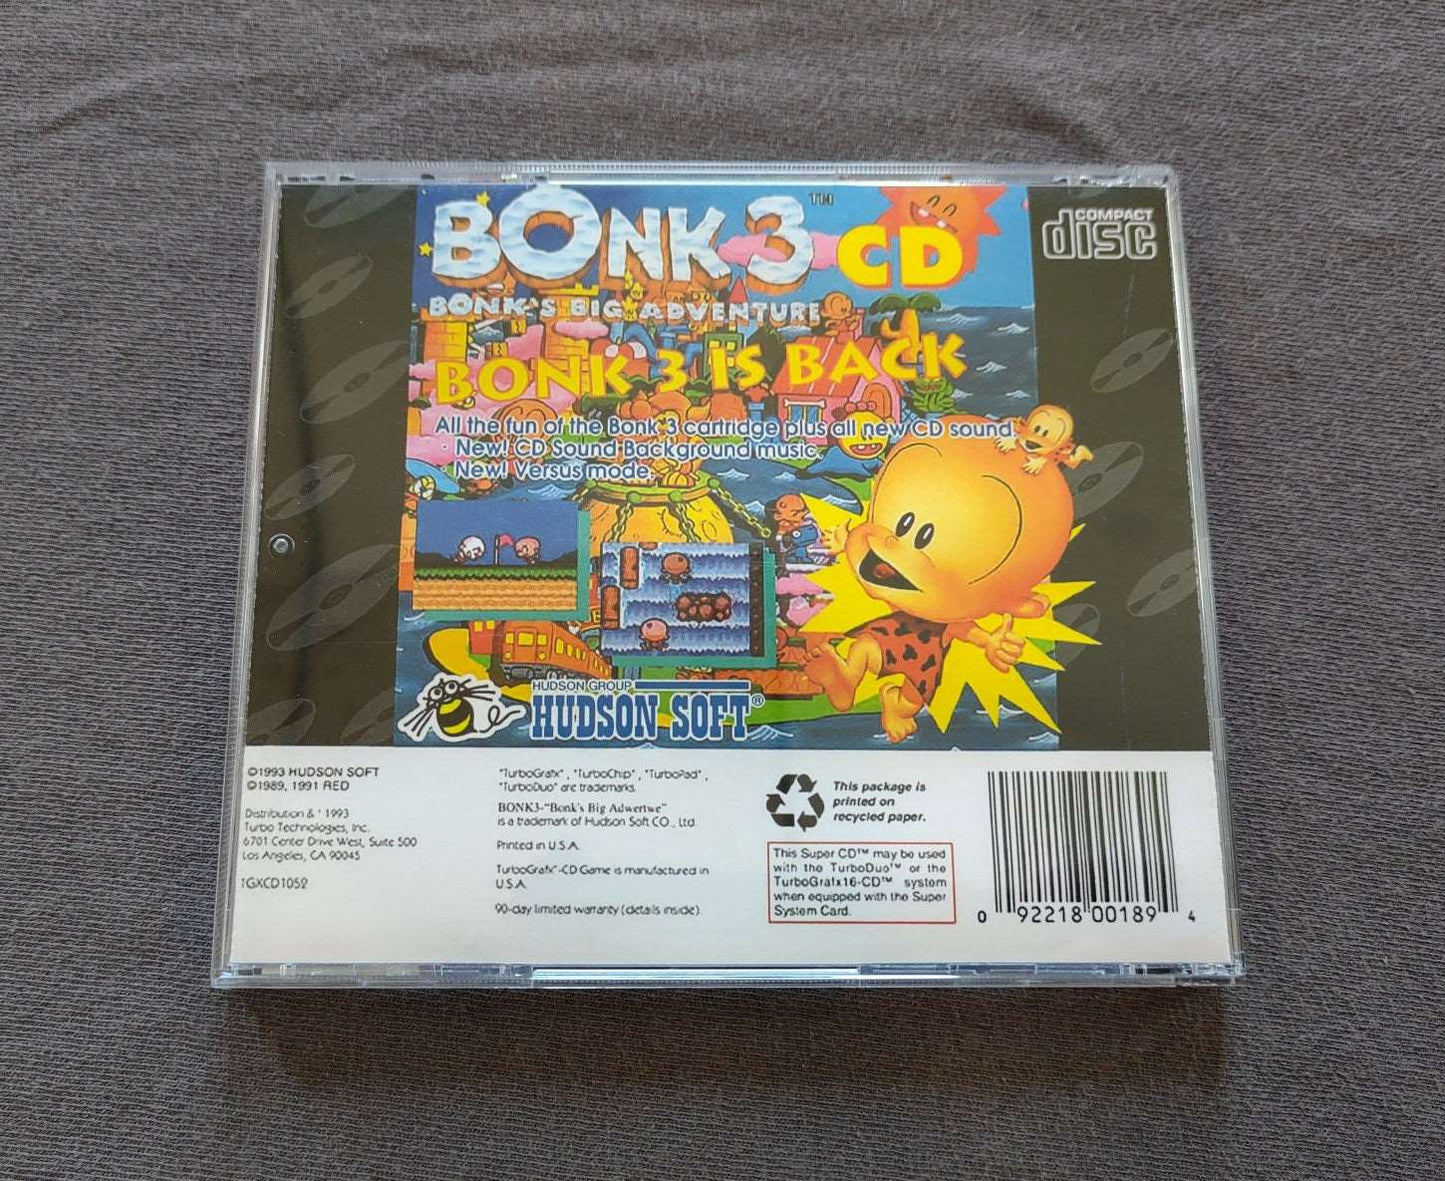 BONK 3™ CD
BONK'S BIG ADVENTURE
COMPACT
disc
BONK 3 IS BACK
All the fun of the Bonk 3 cartridge plus all new CD sound.
· New! CD Sound Background music.
New! Versus mode.
HUDSON GROUP
HUDSON SOFT®
©1993 HUDSON SOFT
©1989, 1991 RED
Distribution & ' 1993
Turbo Technologies, Inc.
6701 Center Drive West, Suite 500
Los Angeles, CA 90045
TGXCD1052
"TurboGrafx", "TurboChip", "TurboPad",
"TurboDuo" are trademarks.
BONK3-"Bonk's Big Adwertwe"
is a trademark of Hudson Soft CO., Ltd.
Printed in U.S.A.
TurboGrafx"-CD Game is manufactured in
U.S.A.
90-day limited warranty (details inside).
This package is
printed on
recycled paper.
This Super CD™ may be used
with the TurboDuo™ or the
TurboGrafx16-CD™ system
when equipped with the Super
System Card.
0 92218 00189 4